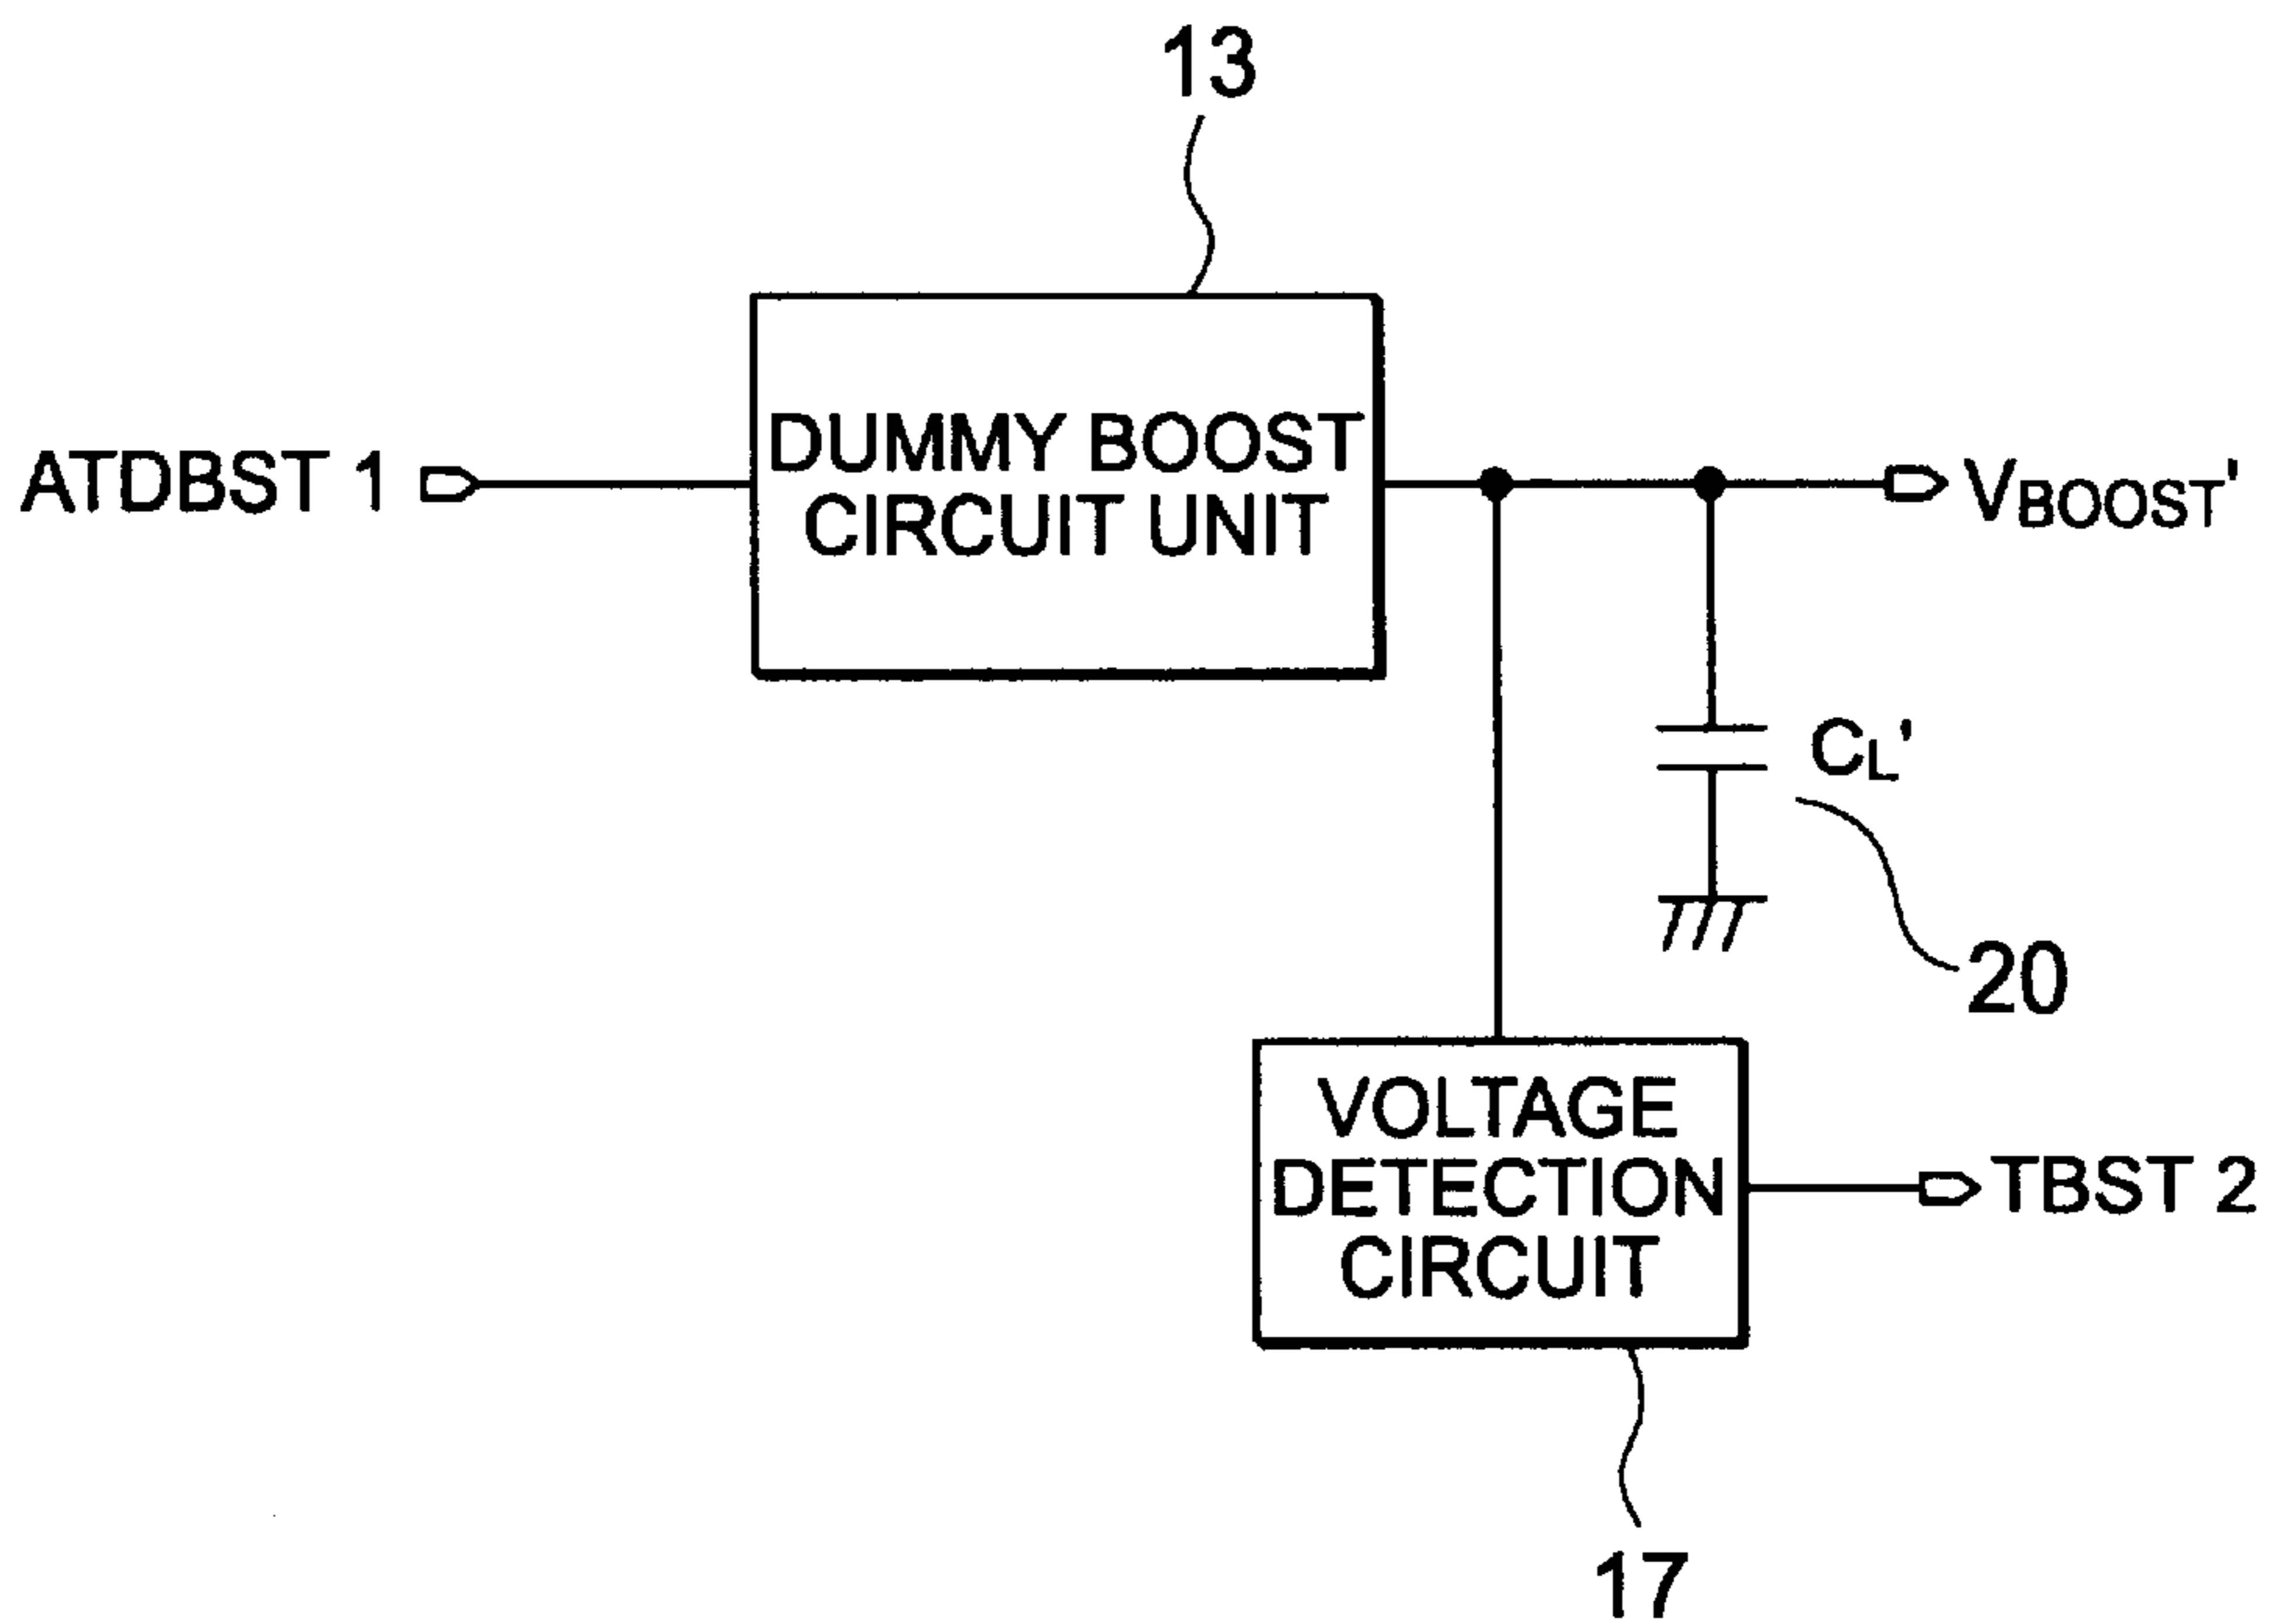 13
DUMMY BOOST
CIRCUIT UNIT
ATDBST 1
VBOOST'
CL'
20
VOLTAGE
DETECTION
CIRCUIT
TBST 2
17